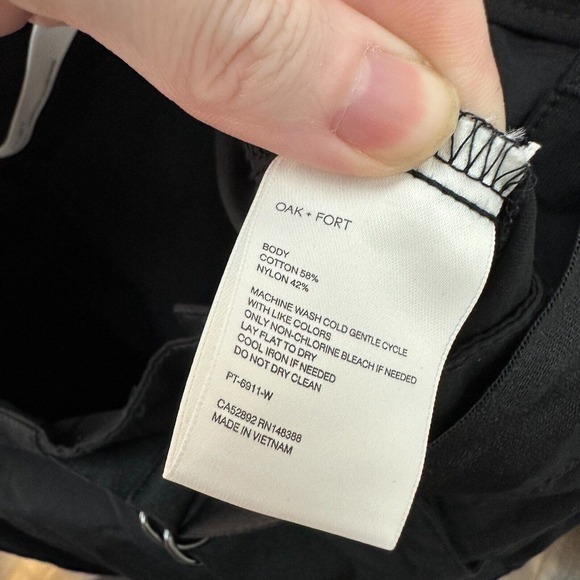 OAK + FORT
BODY
COTTON 58%
NYLON 42%
MACHINE WASH COLD GENTLE CYCLE
WITH LIKE COLORS
ONLY NON-CHLORINE BLEACH IF NEEDED
LAY FLAT TO DRY
COOL IRON IF NEEDED
DO NOT DRY CLEAN
PT-6911-W
CA52892 RN148388
MADE IN VIETNAM